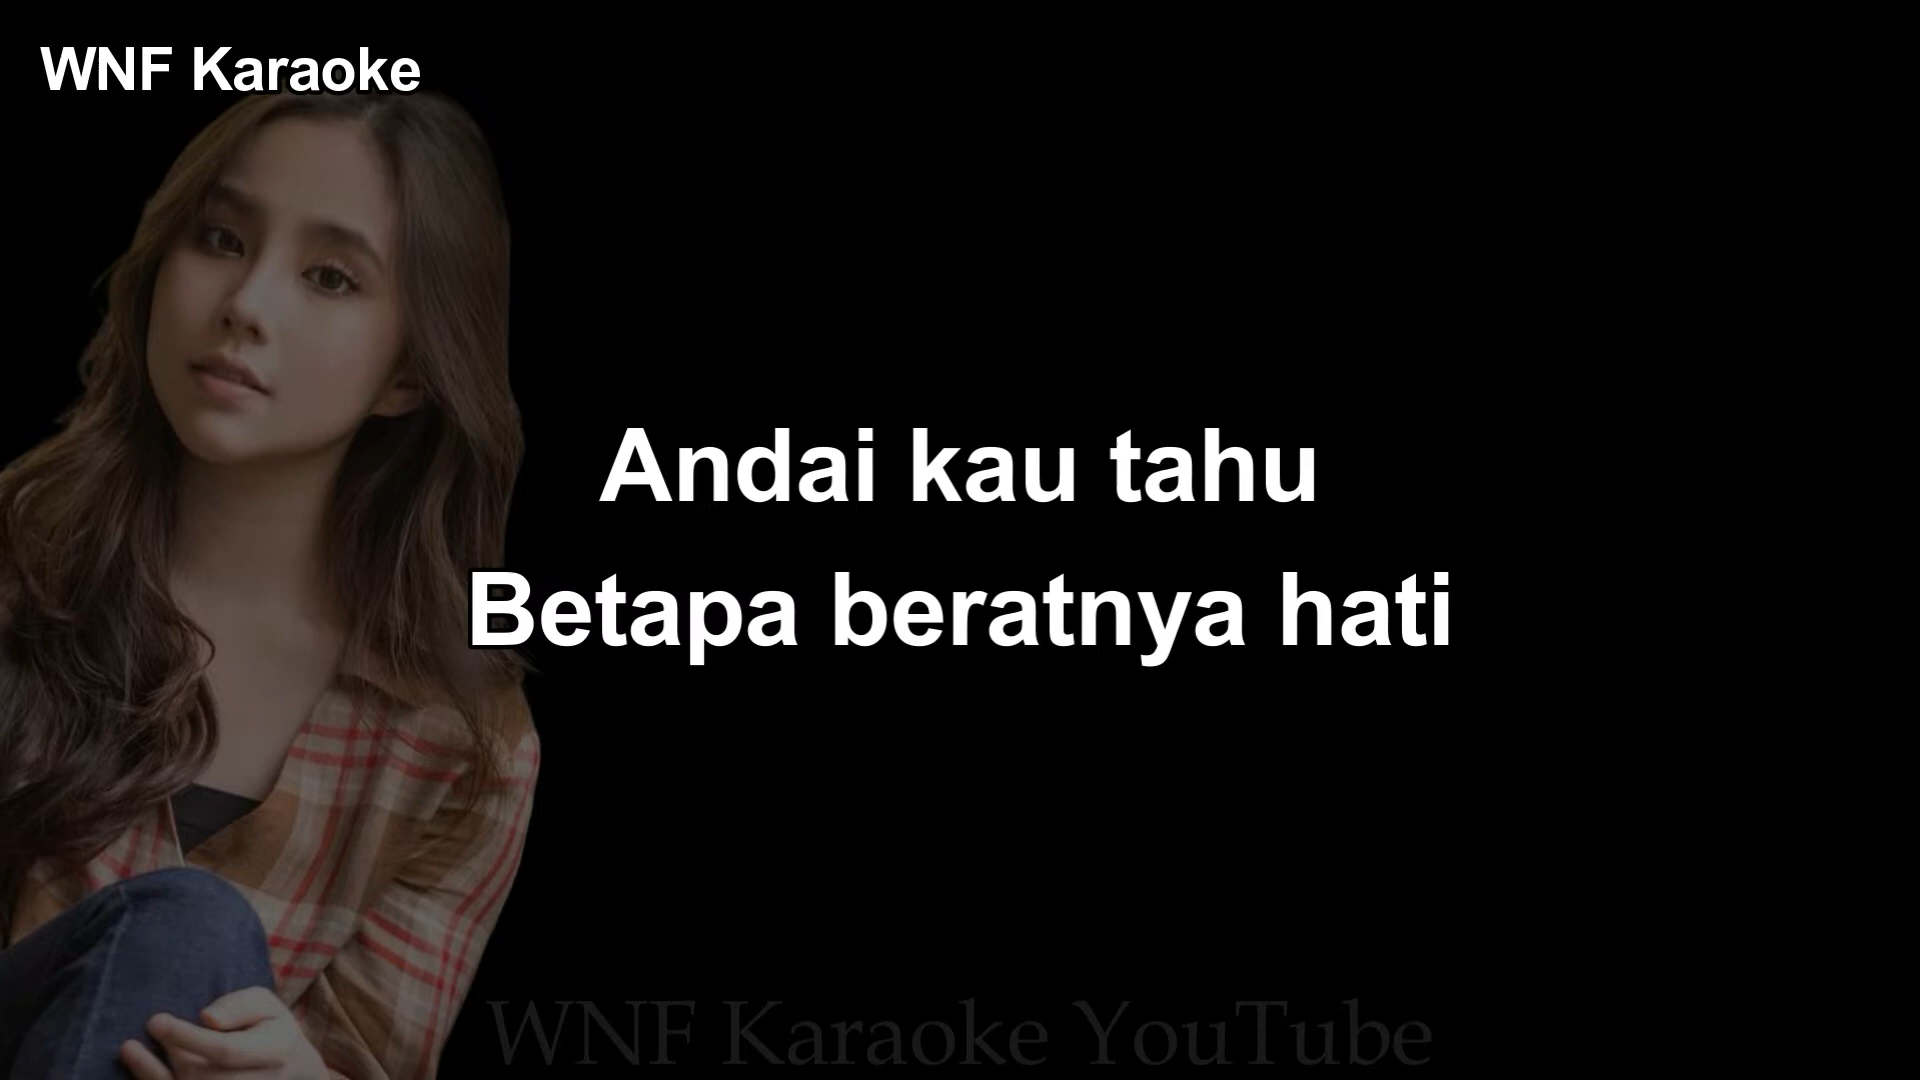 WNF Karaoke
Andai kau tahu
Betapa beratnya hati
WNF Karaoke YouTube